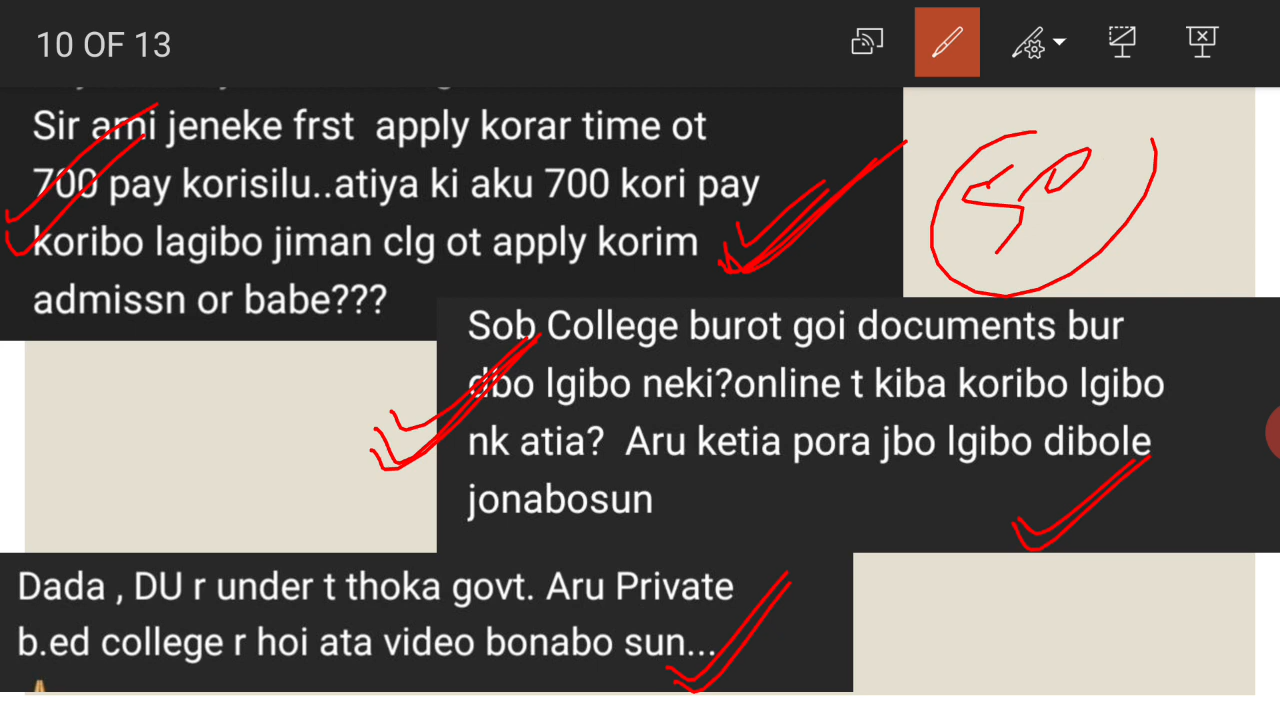 10 OF 13
Sir ami jeneke frst apply korar time ot
700 pay korisilu..atiya ki aku 700 kori pay
koribo lagibo jiman clg ot apply korim
admissn or babe???
50
Sob College burot goi documents bur
dbo lgibo neki?online t kiba koribo lgibo
nk atia? Aru ketia pora jbo lgibo dibole
jonabosun
Dada , DU r under t thoka govt. Aru Private
b.ed college r hoi ata video bonabo sun...